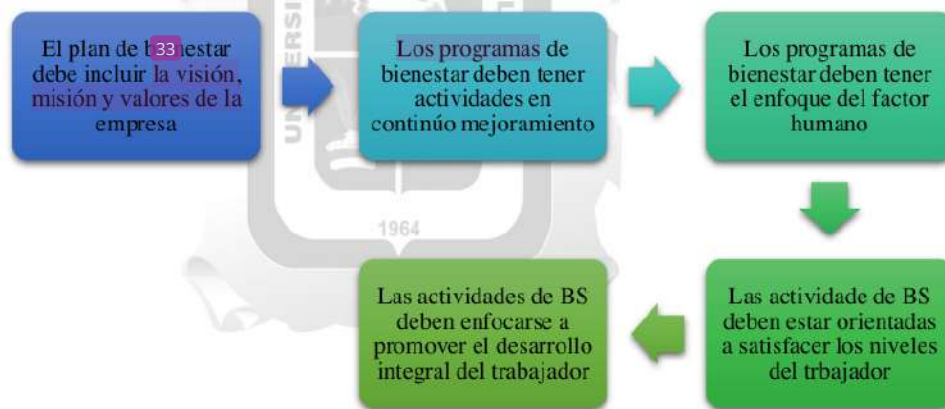 El plan de b33nestar
debe incluir la visión,
misión y valores de la
empresa
Los programas de
bienestar deben tener
actividades en
continúo mejoramiento
Los programas de
bienestar deben tener
el enfoque del factor
humano
Las actividade de BS
deben estar orientadas
a satisfacer los niveles
del trbajador
Las actividades de BS
deben enfocarse a
promover el desarrollo
integral del trabajador
1964